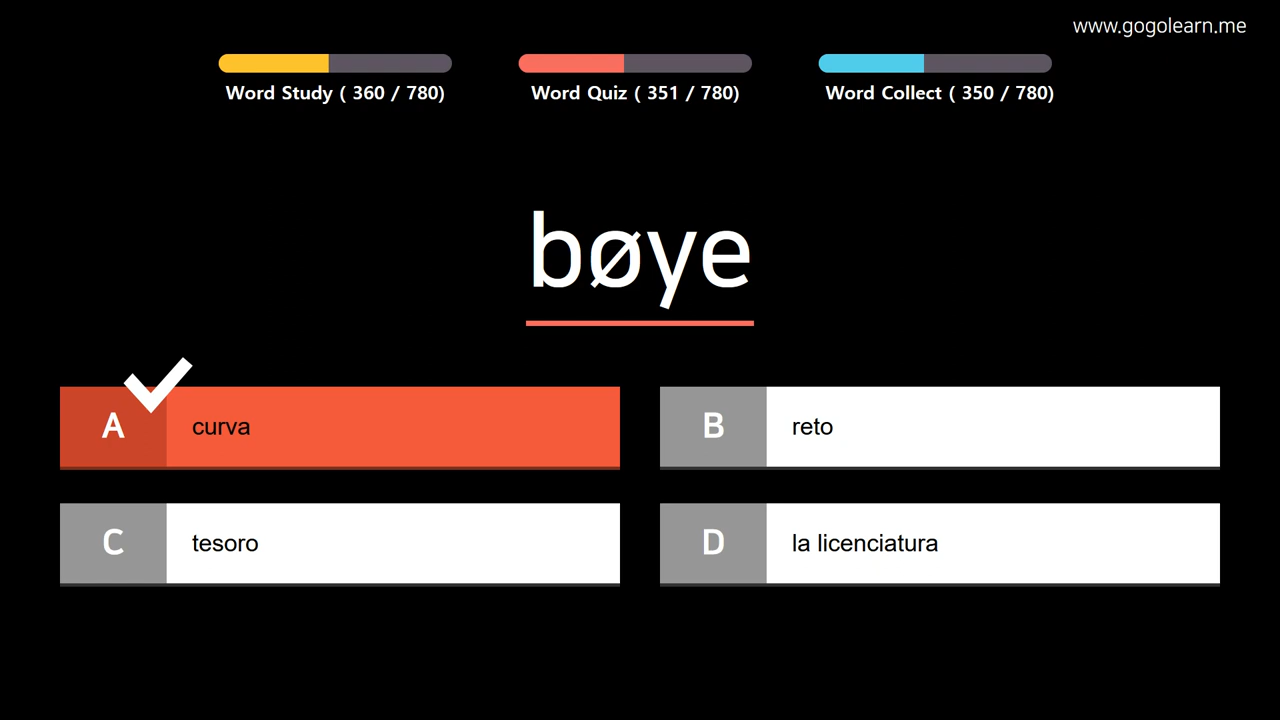 www.gogolearn.me
Word Study ( 360 / 780)
Word Quiz ( 351 / 780)
Word Collect ( 350 / 780)
bøye
A curva
B reto
C tesoro
D la licenciatura